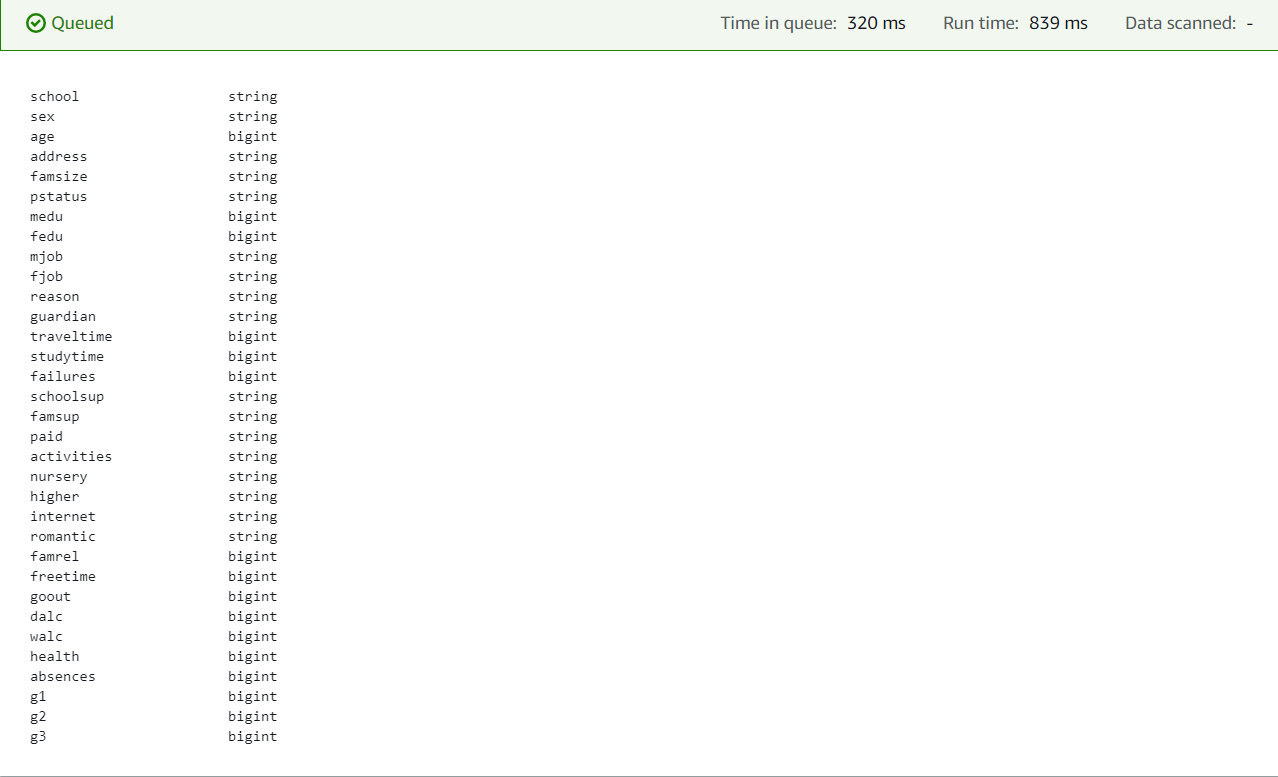 Queued Time in queue: 320 ms Run time: 839 ms Data scanned: -
school string
sex string
age bigint
address string
famsize string
pstatus string
medu bigint
fedu bigint
mjob string
fjob string
reason string
guardian string
traveltime bigint
studytime bigint
failures bigint
schoolsup string
famsup string
paid string
activities string
nursery string
higher string
internet string
romantic string
famrel bigint
freetime bigint
goout bigint
dalc bigint
walc bigint
health bigint
absences bigint
g1 bigint
g2 bigint
g3 bigint